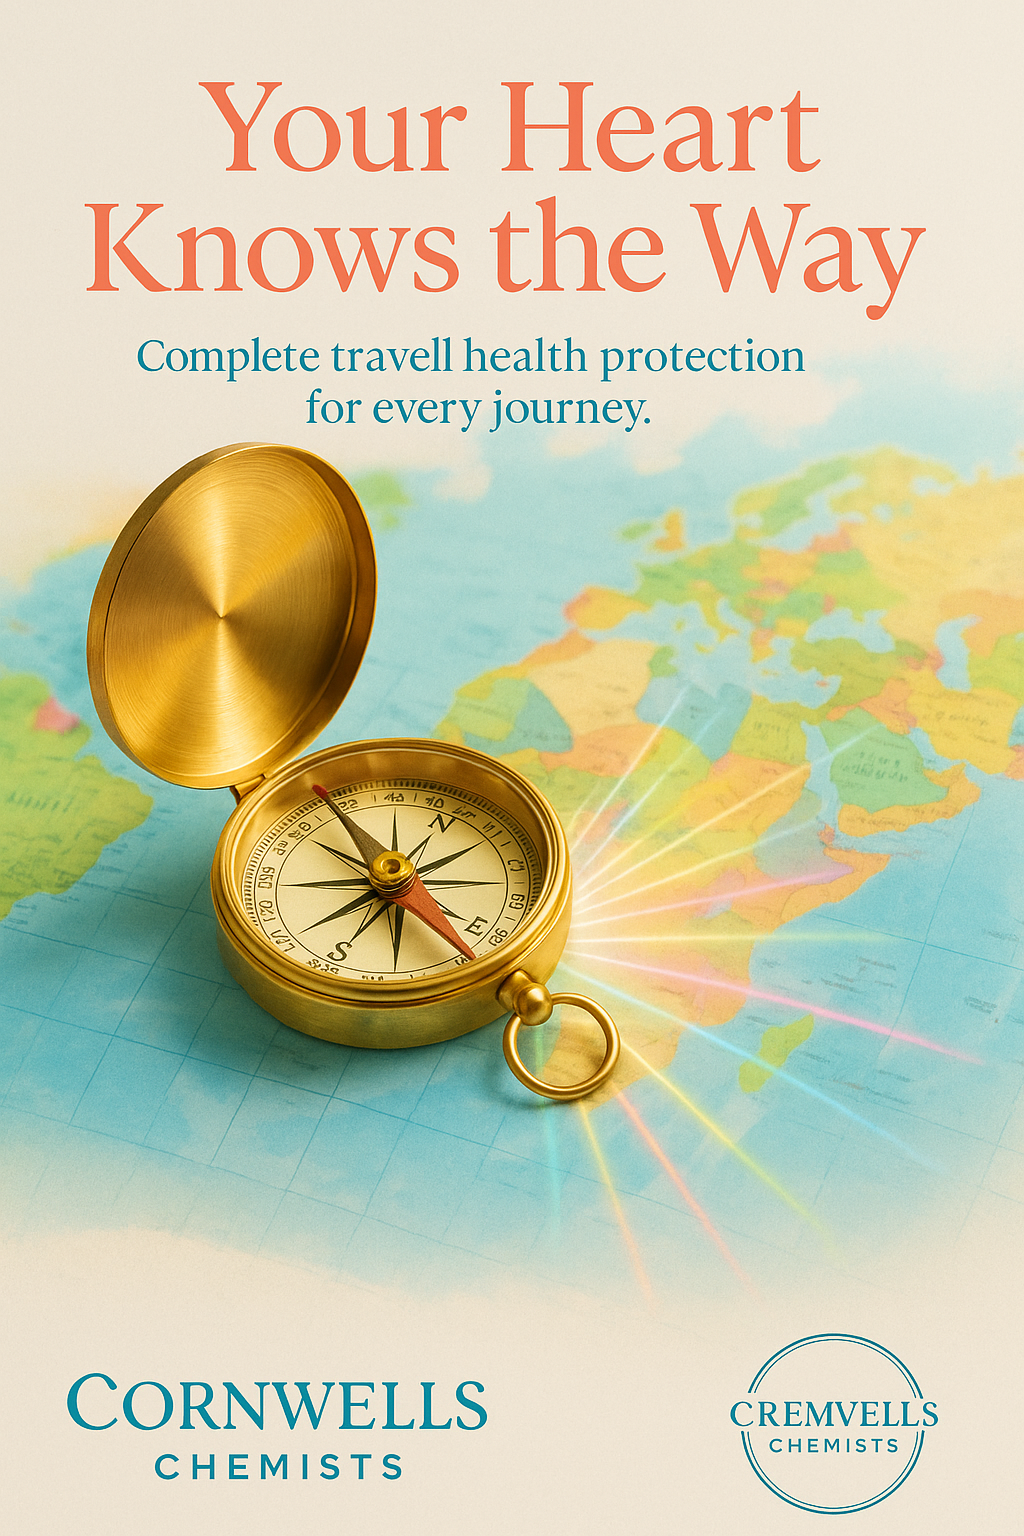 Your Heart
Knows the Way
Complete travell health protection
for every journey.
N
E
S
CORNWELLS
CHEMISTS
CREMVELLS
CHEMISTS